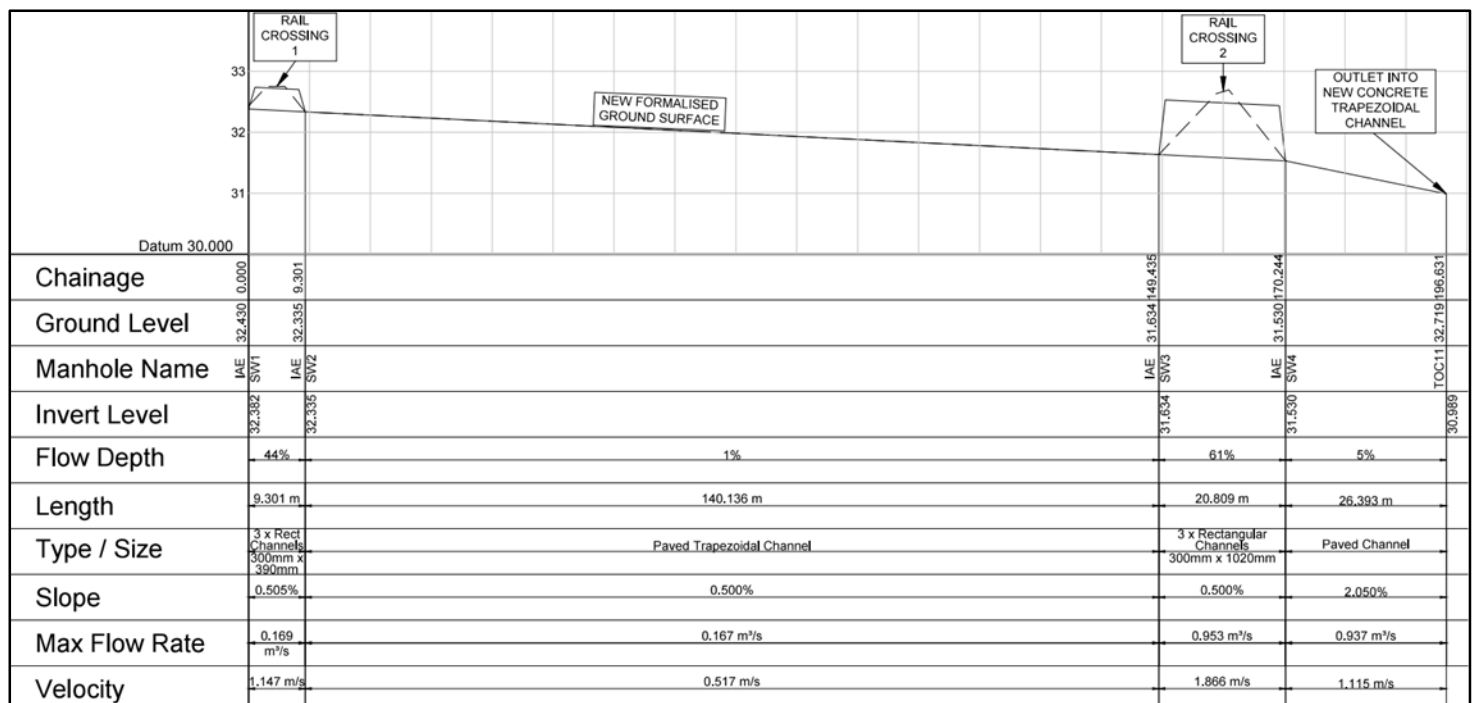 RAIL
CROSSING
1
RAIL
CROSSING
2
33
NEW FORMALISED
GROUND SURFACE
OUTLET INTO
NEW CONCRETE
TRAPEZOIDAL
CHANNEL
32
31
Datum 30.000
Chainage 0.000 9.301 149.435 170.244 196.631
Ground Level 32.430 32.335 31.634 31.530 32.719
Manhole Name IAE SW1 IAE SW2 IAE SW3 IAE SW4 TOC11
Invert Level 32.382 32.335 31.634 31.530 30.989
Flow Depth 44% 1% 61% 5%
Length 9.301 m 140.136 m 20.809 m 26.393 m
Type / Size
3 x Rect
Channels
300mm x
390mm
Paved Trapezoidal Channel
3 x Rectangular
Channels
300mm x 1020mm
Paved Channel
Slope 0.505% 0.500% 0.500% 2.050%
Max Flow Rate
0.169
m³/s
0.167 m³/s 0.953 m³/s 0.937 m³/s
Velocity 1.147 m/s 0.517 m/s 1.866 m/s 1.115 m/s